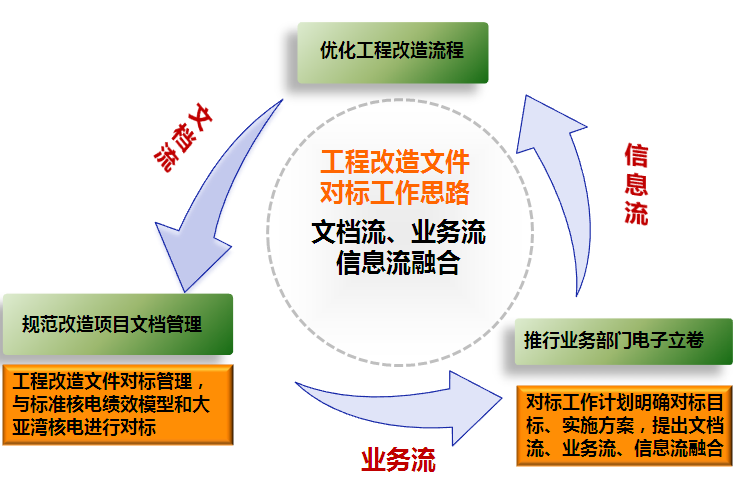 优化工程改造流程
文档流
工程改造文件
对标工作思路
文档流、业务流
信息流融合
信息流
规范改造项目文档管理
工程改造文件对标管理，
与标准核电绩效模型和大
亚湾核电进行对标
业务流
推行业务部门电子立卷
对标工作计划明确对标目
标、实施方案，提出文档
流、业务流、信息流融合